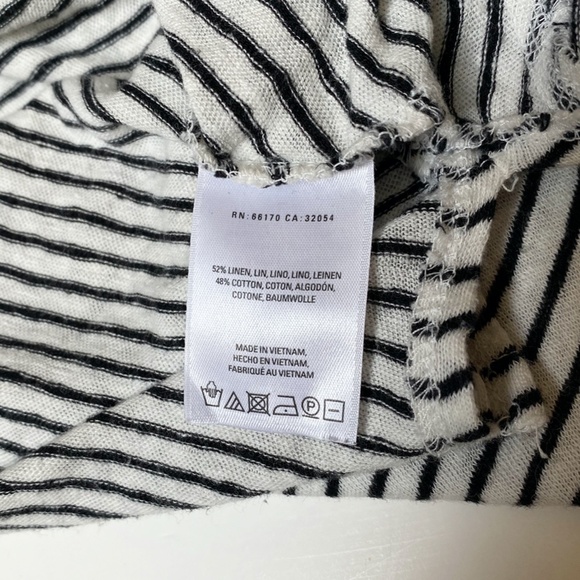 RN: 66170 CA: 32054
52% LINEN, LIN, LINO, LINO, LEINEN
48% COTTON, COTON, ALGODÓN,
COTONE, BAUMWOLLE
MADE IN VIETNAM,
HECHO EN VIETNAM,
FABRIQUÉ AU VIETNAM